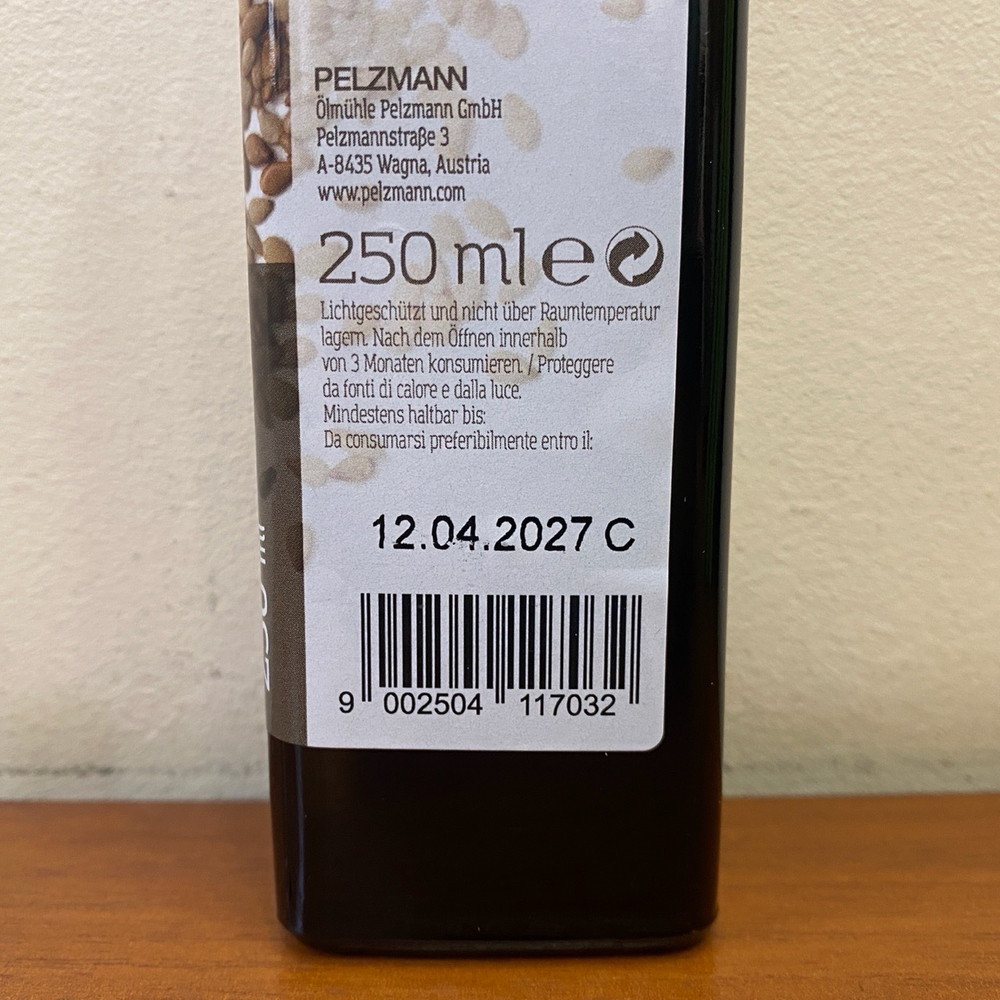 PELZMANN
Ölmühle Pelzmann GmbH
Pelzmannstraße 3
A-8435 Wagna, Austria
www.pelzmann.com
250 ml e
Lichtgeschützt und nicht über Raumtemperatur
lagern. Nach dem Öffnen innerhalb
von 3 Monaten konsumieren. / Proteggere
da fonti di calore e dalla luce.
Mindestens haltbar bis:
Da consumarsi preferibilmente entro il:
12.04.2027 C
9 002504 117032
250 ml